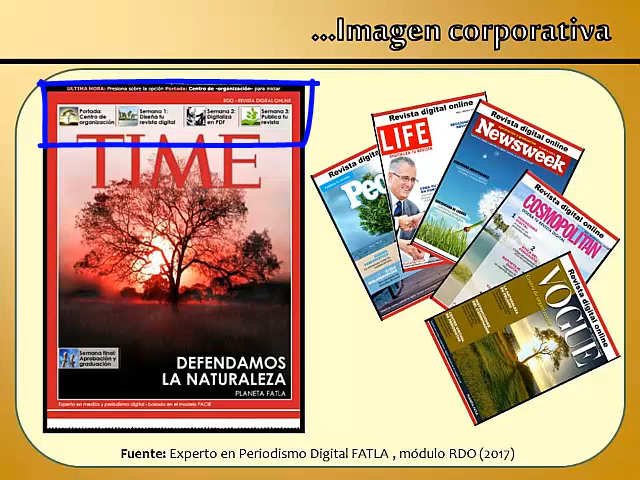 ...Imagen corporativa
ULTIMA HORA: Presiona sobre la opción Portada: Centro de -organización- para iniciar
RDO - REVISTA DIGITAL ONLINE
Portada:
Centro de
organización
Semana 1:
Diseña tu
revista digital
Semana 2:
Digitaliza
en PDF
Semana 3:
Publica tu
revista
TIME
Semana final:
Aprobación y
graduación
DEFENDAMOS
LA NATURALEZA
PLANETA FATLA
Experto en medios y periodismo digital - basado en el modelo PACIE
Revista digi
Peo
Revista digital online
LIFE
Revista digital online
Newsweek
Revista digital online
COSMOPOLITAN
Revista digital online
VOGUE
Fuente: Experto en Periodismo Digital FATLA , módulo RDO (2017)